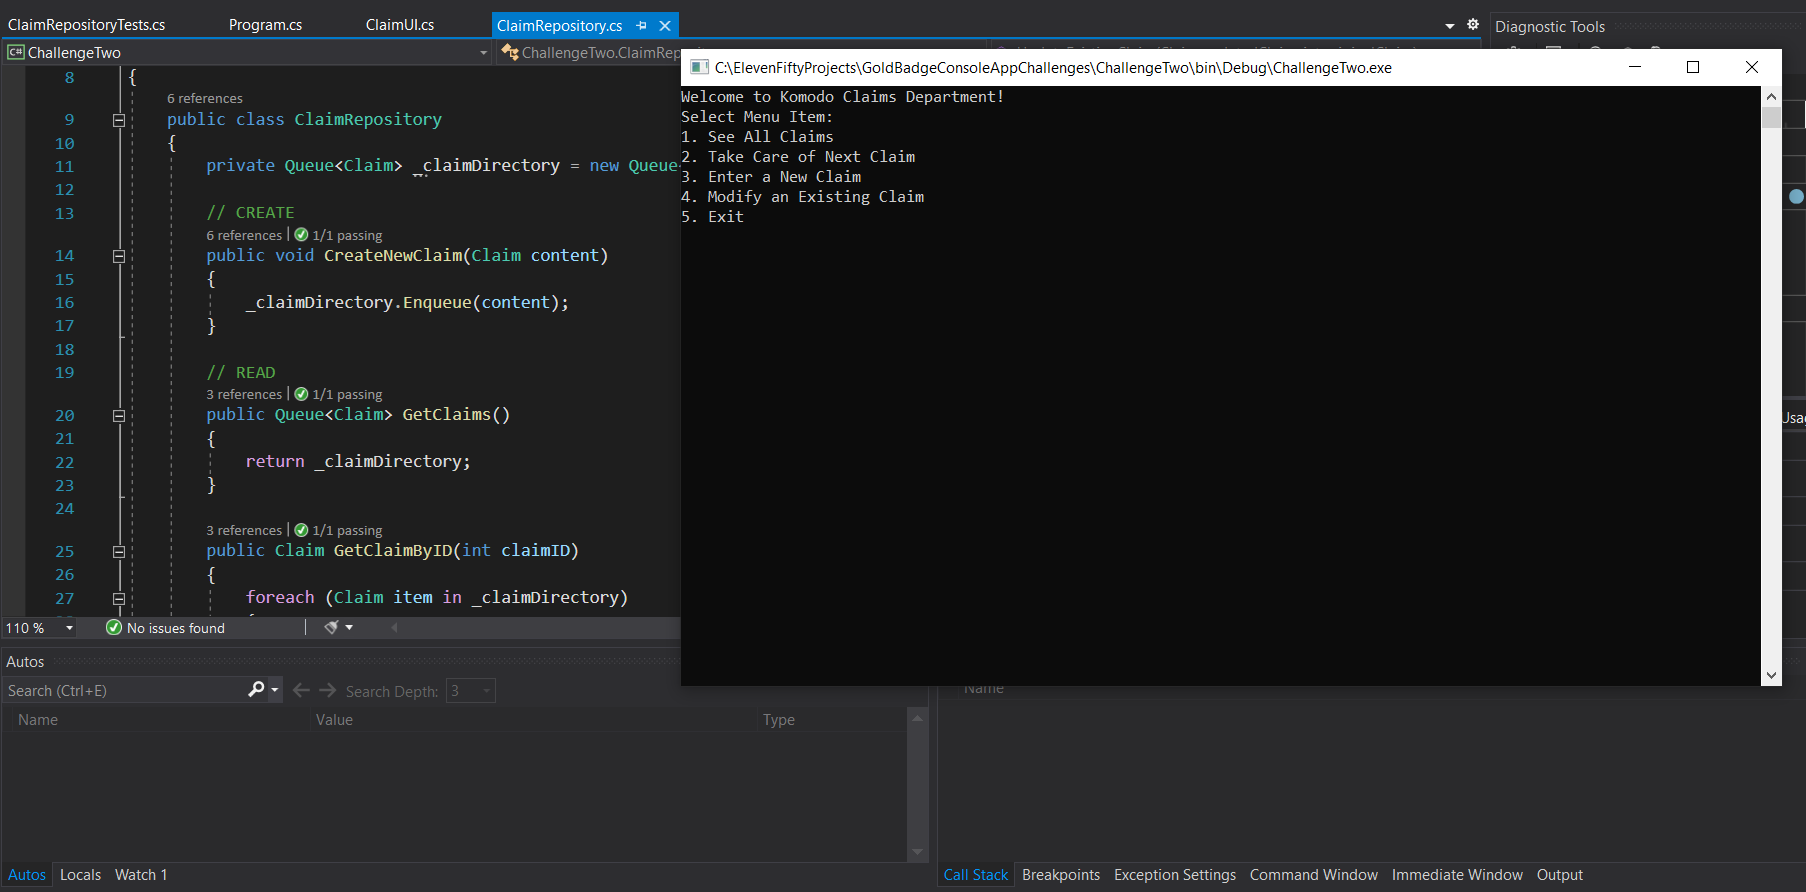 ClaimRepositoryTests.cs Program.cs ClaimUI.cs ClaimRepository.cs
Diagnostic Tools
C# ChallengeTwo
ChallengeTwo.ClaimRep
8 {
6 references
9 public class ClaimRepository
10 {
11 private Queue<Claim> _claimDirectory = new Queue
12
13 // CREATE
6 references | 1/1 passing
14 public void CreateNewClaim(Claim content)
15 {
16 _claimDirectory.Enqueue(content);
17 }
18
19 // READ
3 references | 1/1 passing
20 public Queue<Claim> GetClaims()
21 {
22 return _claimDirectory;
23 }
24
3 references | 1/1 passing
25 public Claim GetClaimByID(int claimID)
26 {
27 foreach (Claim item in _claimDirectory)
110 % No issues found
C:\ElevenFiftyProjects\GoldBadgeConsoleAppChallenges\ChallengeTwo\bin\Debug\ChallengeTwo.exe
Welcome to Komodo Claims Department!
Select Menu Item:
1. See All Claims
2. Take Care of Next Claim
3. Enter a New Claim
4. Modify an Existing Claim
5. Exit
Usag
Autos
Search (Ctrl+E) Search Depth: 3
Name Value Type
Name
Autos Locals Watch 1
Call Stack Breakpoints Exception Settings Command Window Immediate Window Output